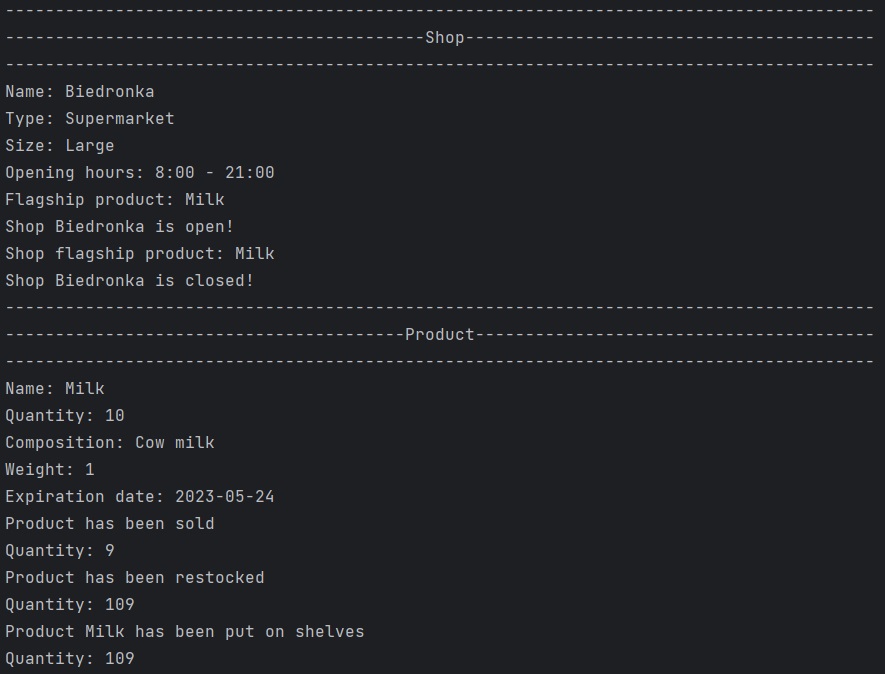 ---------------------------------------------------------------------------------------
------------------------------------------Shop-----------------------------------------
---------------------------------------------------------------------------------------
Name: Biedronka
Type: Supermarket
Size: Large
Opening hours: 8:00 - 21:00
Flagship product: Milk
Shop Biedronka is open!
Shop flagship product: Milk
Shop Biedronka is closed!
---------------------------------------------------------------------------------------
----------------------------------------Product----------------------------------------
---------------------------------------------------------------------------------------
Name: Milk
Quantity: 10
Composition: Cow milk
Weight: 1
Expiration date: 2023-05-24
Product has been sold
Quantity: 9
Product has been restocked
Quantity: 109
Product Milk has been put on shelves
Quantity: 109